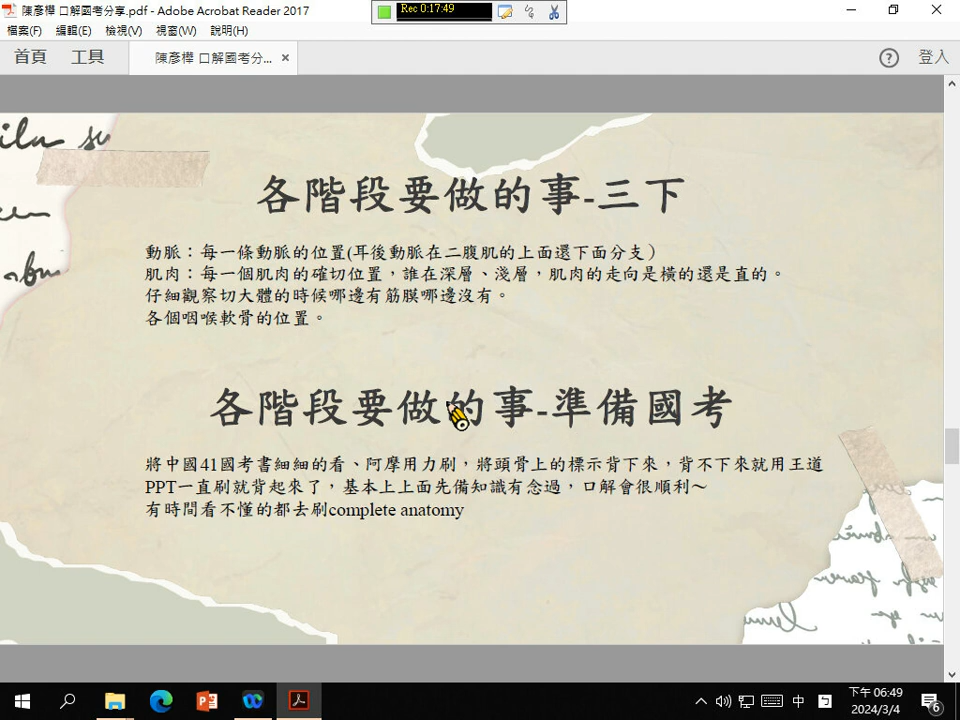 陳彥樺 口解國考分享.pdf - Adobe Acrobat Reader 2017
Rec 0:17:49
檔案(F) 編輯(E) 檢視(V) 視窗(W) 說明(H)
首頁 工具 陳彥樺 口解國考分... × ? 登入
各階段要做的事-三下
動脈：每一條動脈的位置(耳後動脈在二腹肌的上面還下面分支）
肌肉：每一個肌肉的確切位置，誰在深層、淺層，肌肉的走向是橫的還是直的。
仔細觀察切大體的時候哪邊有筋膜哪邊沒有。
各個咽喉軟骨的位置。
各階段要做的事-準備國考
將中國41國考書細細的看、阿摩用力刷，將頭骨上的標示背下來，背不下來就用王道
PPT一直刷就背起來了，基本上上面先備知識有念過，口解會很順利～
有時間看不懂的都去刷complete anatomy
中 下午 06:49
2024/3/4
6